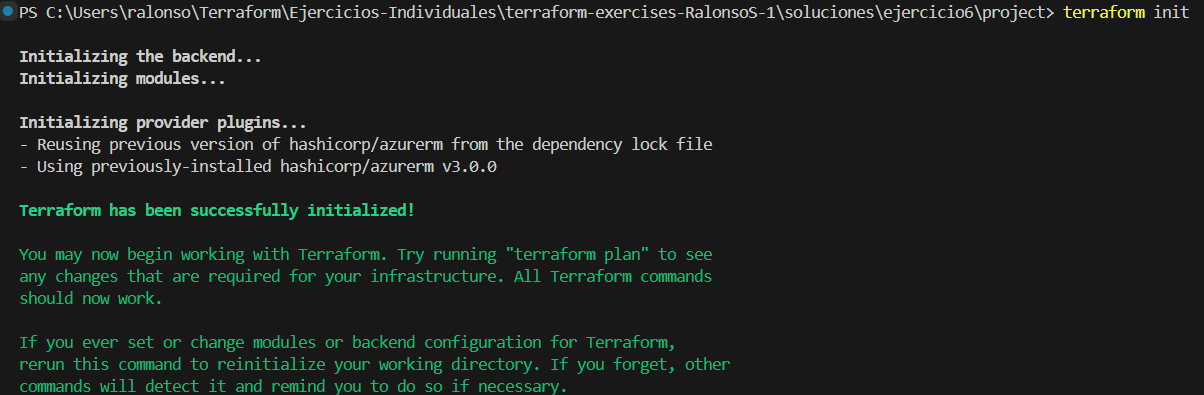 PS C:\Users\ralonso\Terraform\Ejercicios-Individuales\terraform-exercises-RalonsoS-1\soluciones\ejercicio6\project> terraform init
Initializing the backend...
Initializing modules...
Initializing provider plugins...
- Reusing previous version of hashicorp/azurerm from the dependency lock file
- Using previously-installed hashicorp/azurerm v3.0.0
Terraform has been successfully initialized!
You may now begin working with Terraform. Try running "terraform plan" to see
any changes that are required for your infrastructure. All Terraform commands
should now work.
If you ever set or change modules or backend configuration for Terraform,
rerun this command to reinitialize your working directory. If you forget, other
commands will detect it and remind you to do so if necessary.